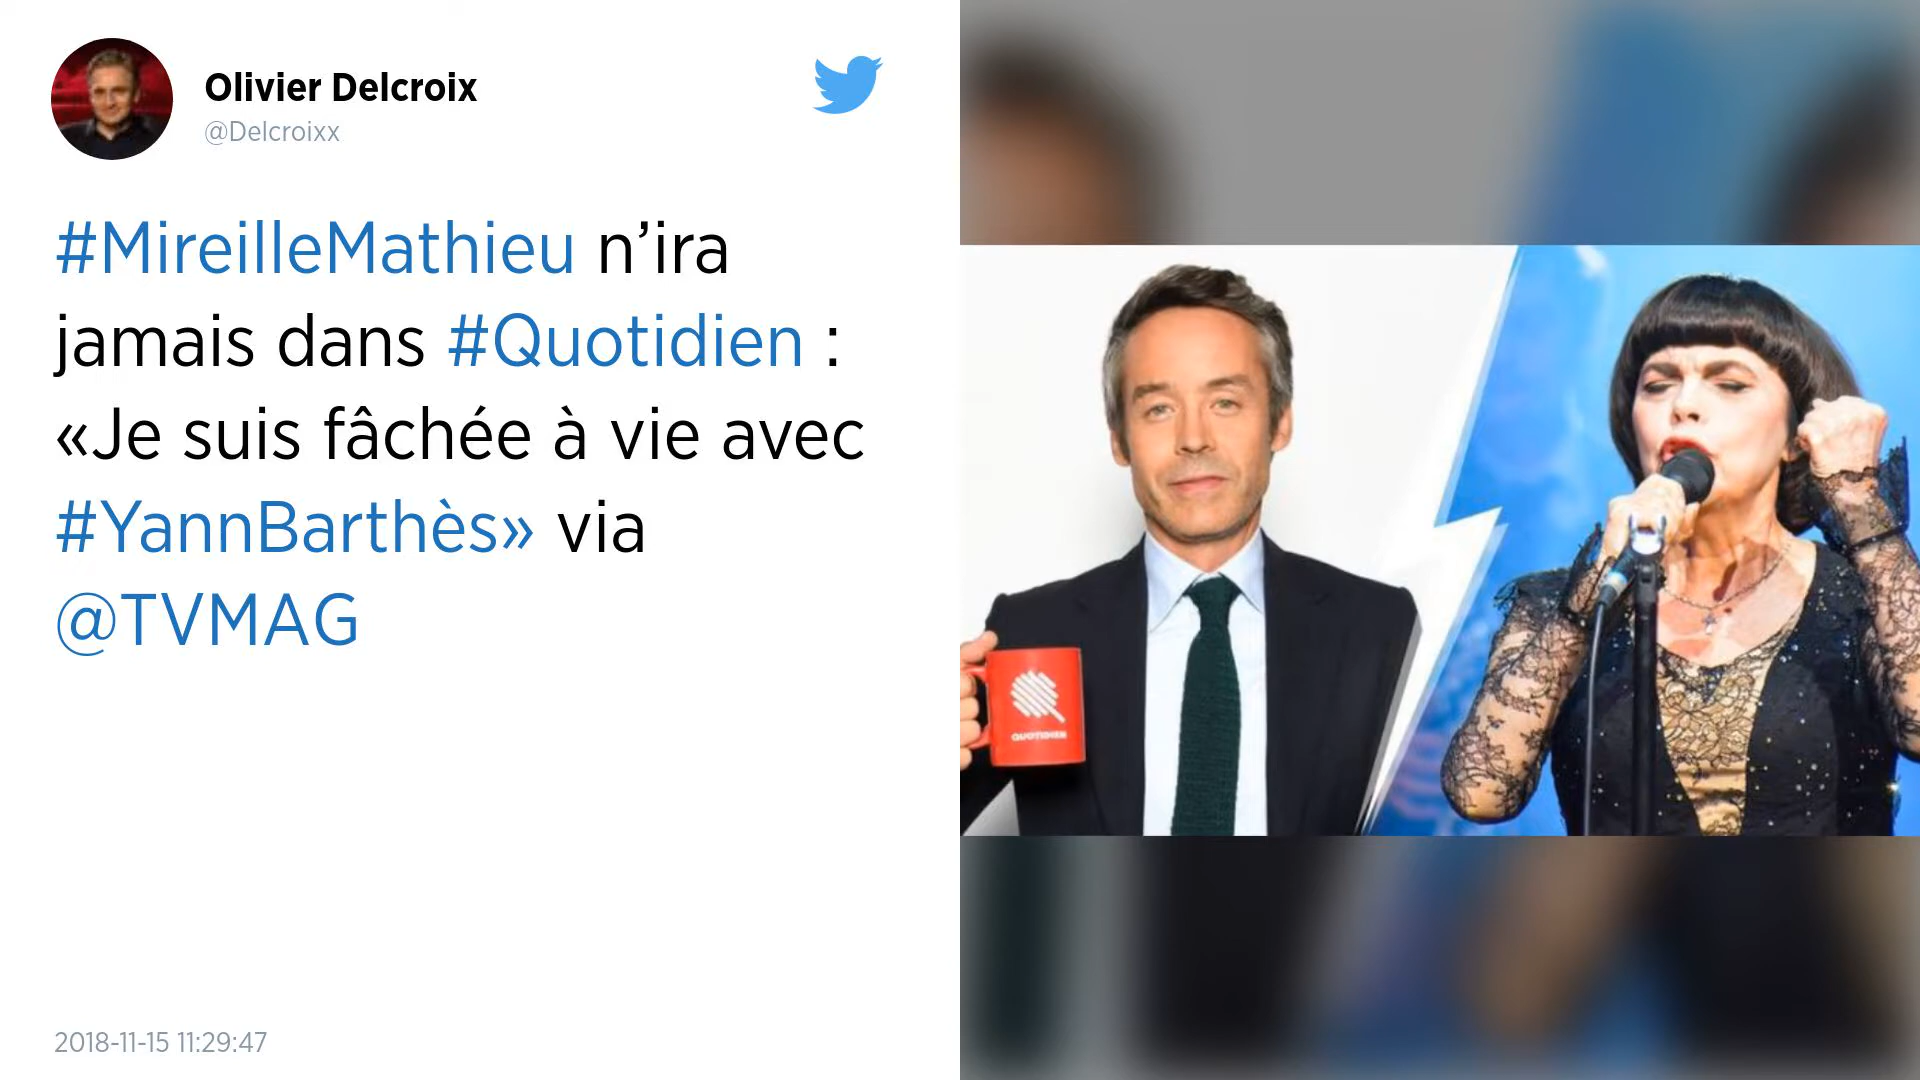 Olivier Delcroix
@Delcroixx
#MireilleMathieu n’ira
jamais dans #Quotidien :
«Je suis fâchée à vie avec
#YannBarthès» via
@TVMAG
QUOTIDIEN
2018-11-15 11:29:47